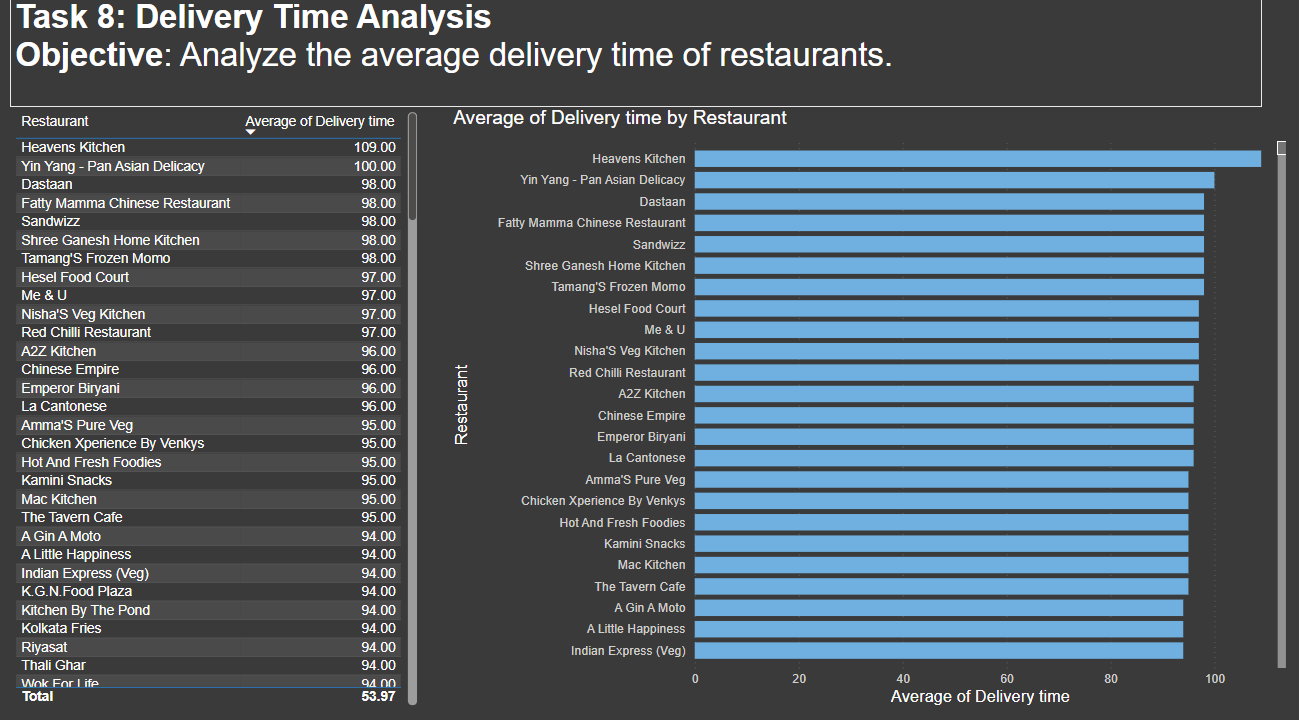 Task 8: Delivery Time Analysis
Objective: Analyze the average delivery time of restaurants.
Restaurant Average of Delivery time
Heavens Kitchen 109.00
Yin Yang - Pan Asian Delicacy 100.00
Dastaan 98.00
Fatty Mamma Chinese Restaurant 98.00
Sandwizz 98.00
Shree Ganesh Home Kitchen 98.00
Tamang'S Frozen Momo 98.00
Hesel Food Court 97.00
Me & U 97.00
Nisha'S Veg Kitchen 97.00
Red Chilli Restaurant 97.00
A2Z Kitchen 96.00
Chinese Empire 96.00
Emperor Biryani 96.00
La Cantonese 96.00
Amma'S Pure Veg 95.00
Chicken Xperience By Venkys 95.00
Hot And Fresh Foodies 95.00
Kamini Snacks 95.00
Mac Kitchen 95.00
The Tavern Cafe 95.00
A Gin A Moto 94.00
A Little Happiness 94.00
Indian Express (Veg) 94.00
K.G.N.Food Plaza 94.00
Kitchen By The Pond 94.00
Kolkata Fries 94.00
Riyasat 94.00
Thali Ghar 94.00
Wok For Life 94.00
Total 53.97
Average of Delivery time by Restaurant
Restaurant
Heavens Kitchen
Yin Yang - Pan Asian Delicacy
Dastaan
Fatty Mamma Chinese Restaurant
Sandwizz
Shree Ganesh Home Kitchen
Tamang'S Frozen Momo
Hesel Food Court
Me & U
Nisha'S Veg Kitchen
Red Chilli Restaurant
A2Z Kitchen
Chinese Empire
Emperor Biryani
La Cantonese
Amma'S Pure Veg
Chicken Xperience By Venkys
Hot And Fresh Foodies
Kamini Snacks
Mac Kitchen
The Tavern Cafe
A Gin A Moto
A Little Happiness
Indian Express (Veg)
0 20 40 60 80 100
Average of Delivery time